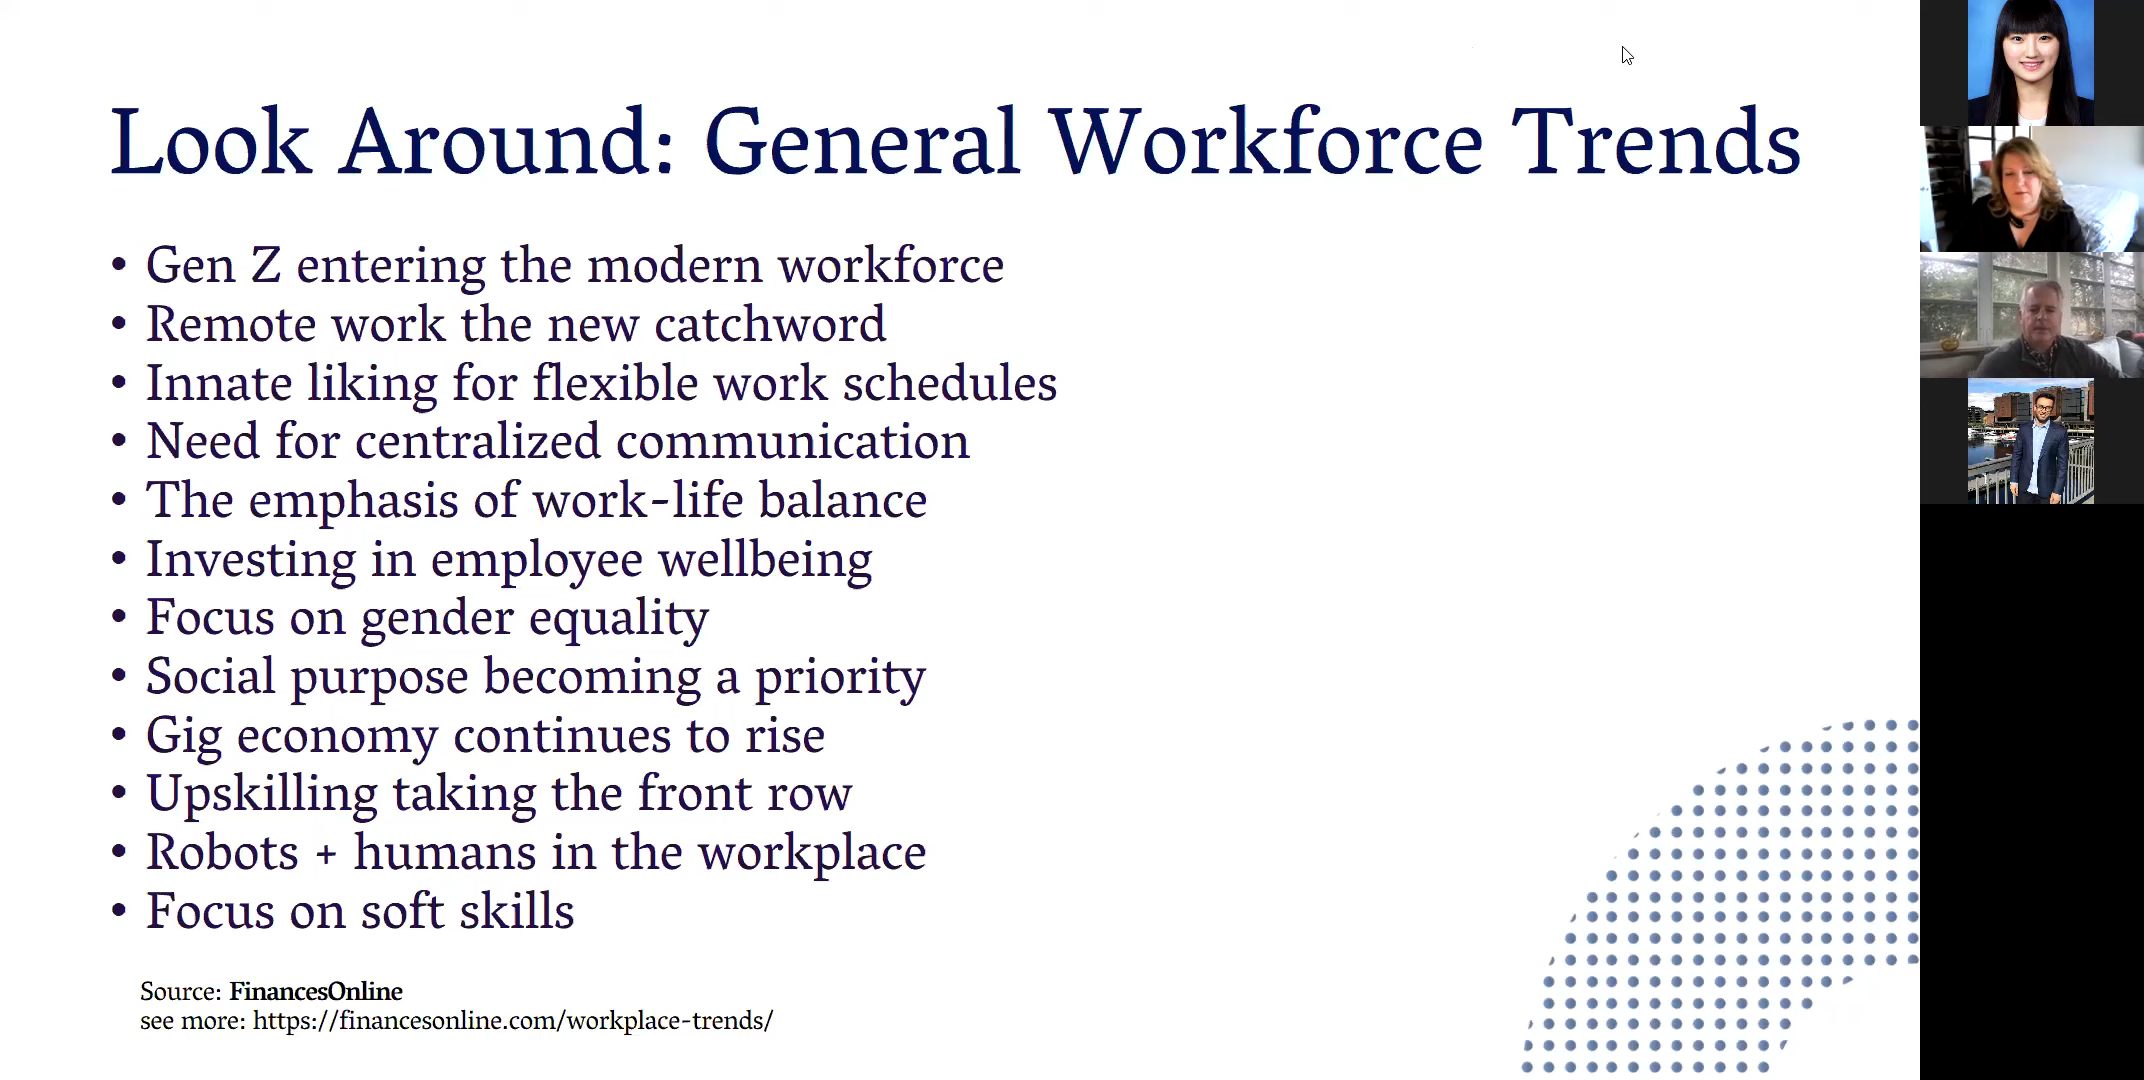 Look Around: General Workforce Trends
• Gen Z entering the modern workforce
• Remote work the new catchword
• Innate liking for flexible work schedules
• Need for centralized communication
• The emphasis of work-life balance
• Investing in employee wellbeing
• Focus on gender equality
• Social purpose becoming a priority
• Gig economy continues to rise
• Upskilling taking the front row
• Robots + humans in the workplace
• Focus on soft skills
Source: FinancesOnline
see more: https://financesonline.com/workplace-trends/